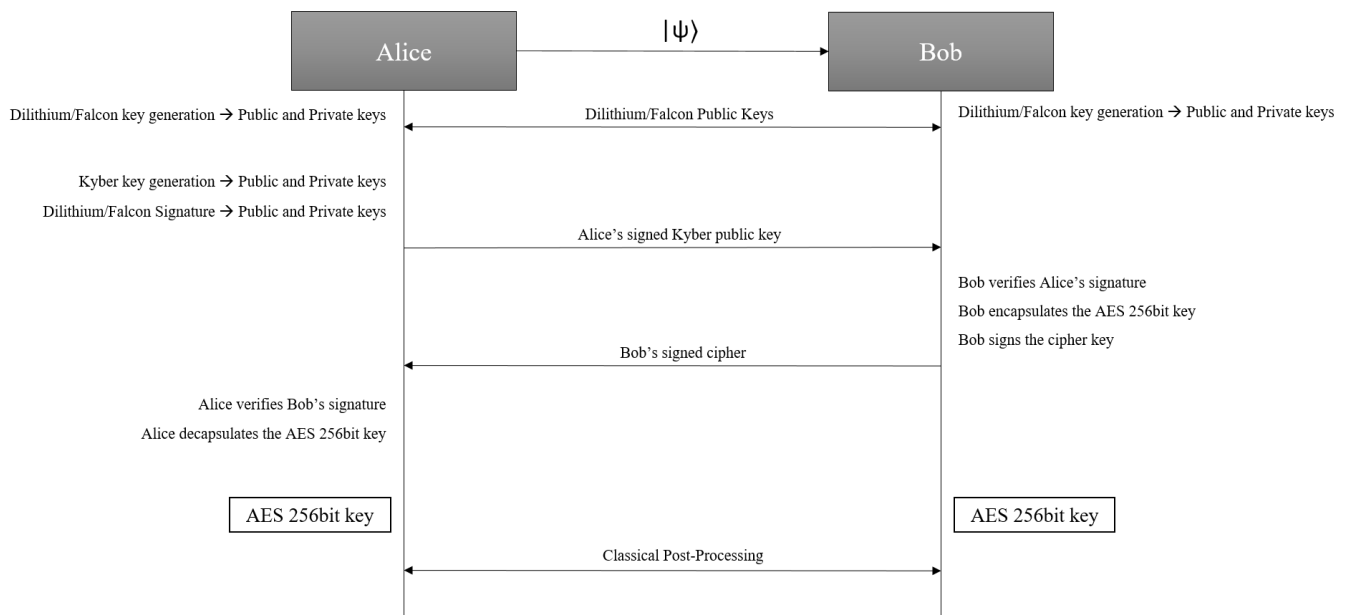 |ψ⟩
Alice
Bob
Dilithium/Falcon key generation → Public and Private keys
Dilithium/Falcon Public Keys
Dilithium/Falcon key generation → Public and Private keys
Kyber key generation → Public and Private keys
Dilithium/Falcon Signature → Public and Private keys
Alice’s signed Kyber public key
Bob verifies Alice’s signature
Bob encapsulates the AES 256bit key
Bob signs the cipher key
Bob’s signed cipher
Alice verifies Bob’s signature
Alice decapsulates the AES 256bit key
AES 256bit key
AES 256bit key
Classical Post-Processing